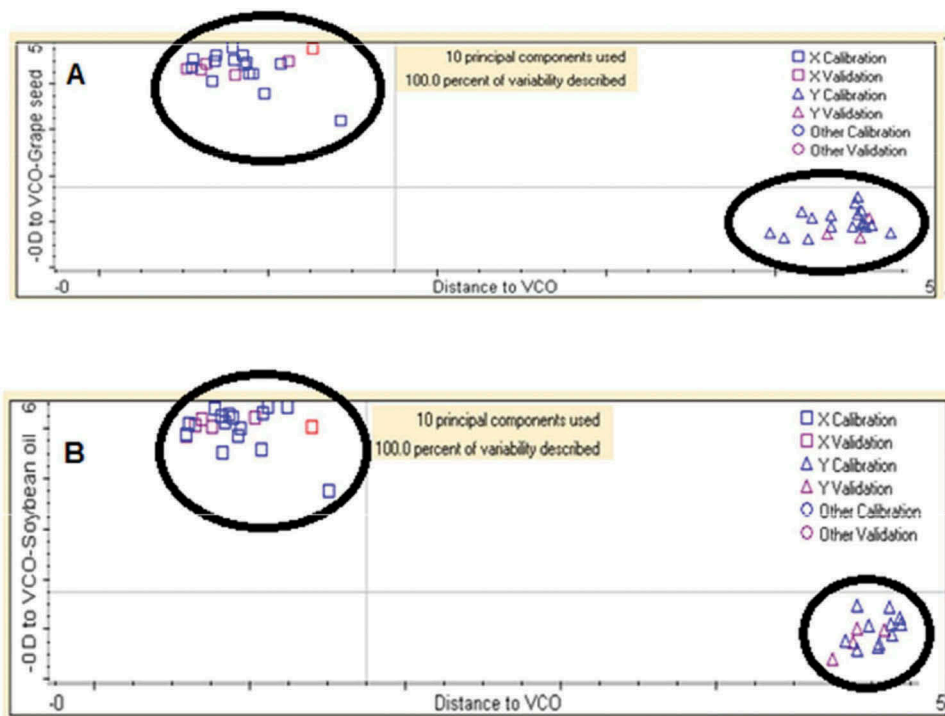 A
5
-0D to VCO-Grape seed
10 principal components used
100.0 percent of variability described
X Calibration
X Validation
Y Calibration
Y Validation
Other Calibration
Other Validation
-0
Distance to VCO
5
B
6
-0D to VCO-Soybean oil
10 principal components used
100.0 percent of variability described
X Calibration
X Validation
Y Calibration
Y Validation
Other Calibration
Other Validation
-0
Distance to VCO
5